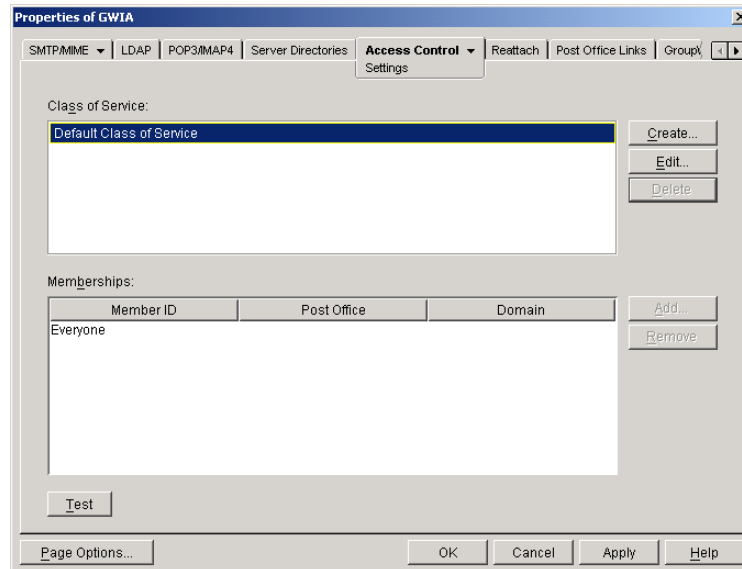 Properties of GWIA
SMTP/MIME LDAP POP3/IMAP4 Server Directories Access Control Reattach Post Office Links
Settings
Class of Service:
Default Class of Service
Create...
Edit...
Delete
Memberships:
Member ID Post Office Domain
Everyone
Add...
Remove
Test
Page Options... OK Cancel Apply Help